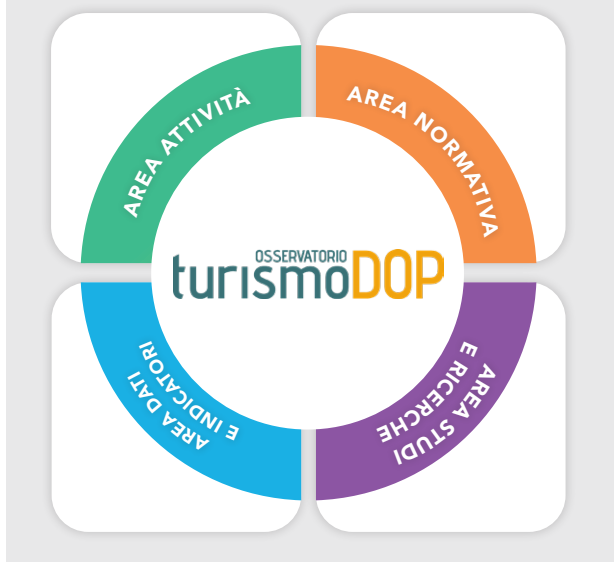 AREA ATTIVITÀ
AREA NORMATIVA
OSSERVATORIO
turismoDOP
AREA DATI
E INDICATORI
AREA STUDI
E RICERCHE